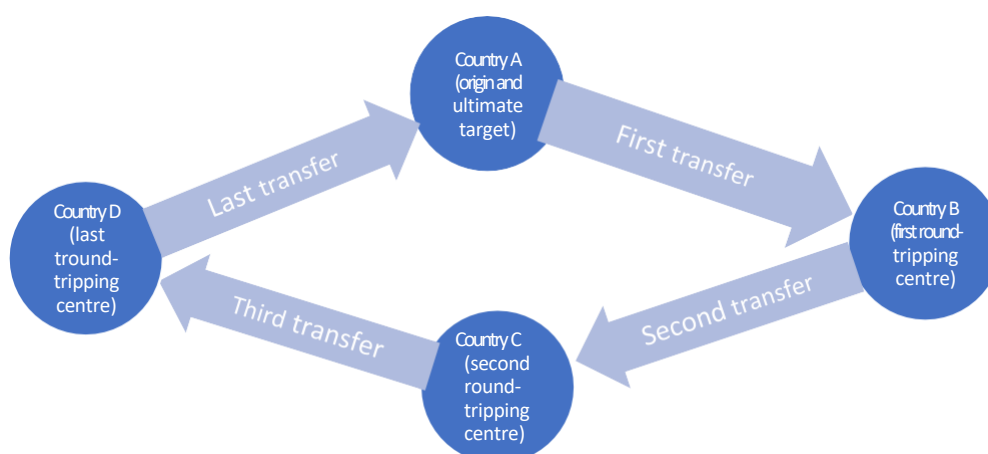 Country A
(origin and
ultimate
target)
First transfer
Country B
(first round-
tripping
centre)
Second transfer
Country C
(second
round-
tripping
centre)
Third transfer
Country D
(last
tround-
tripping
centre)
Last transfer